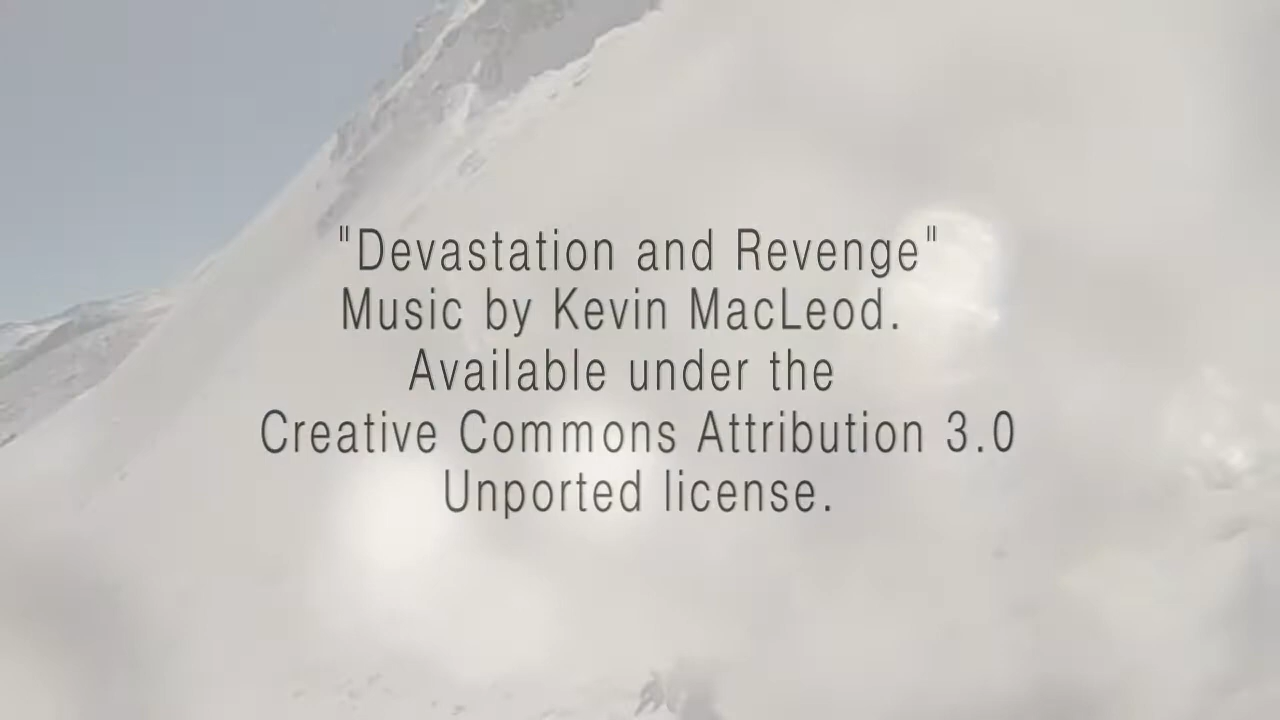 "Devastation and Revenge"
Music by Kevin MacLeod.
Available under the
Creative Commons Attribution 3.0
Unported license.